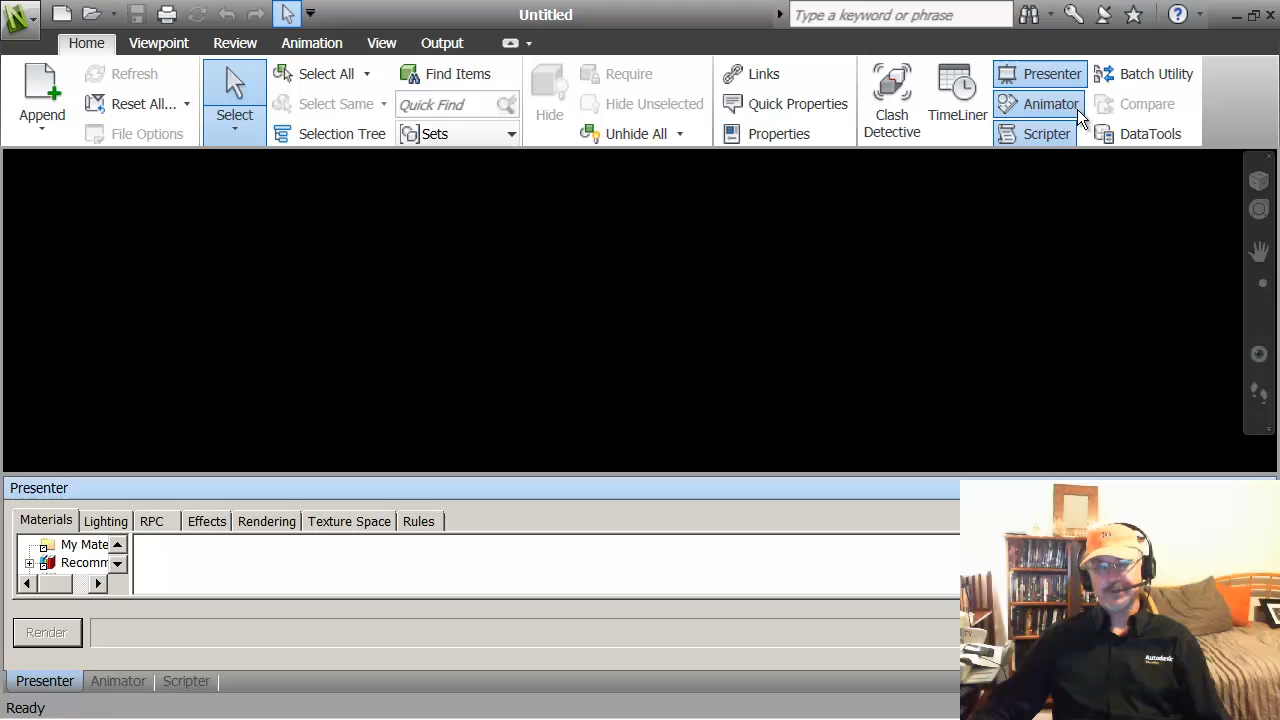 Untitled
Type a keyword or phrase
Home Viewpoint Review Animation View Output
Append
Refresh
Reset All...
File Options
Select
Select All
Select Same
Selection Tree
Find Items
Quick Find
Sets
Hide
Require
Hide Unselected
Unhide All
Links
Quick Properties
Properties
Clash
Detective
TimeLiner
Presenter
Animator
Scripter
Batch Utility
Compare
DataTools
Presenter
Materials Lighting RPC Effects Rendering Texture Space Rules
My Mate
Recomm
Render
Presenter Animator Scripter
Ready
Autodesk